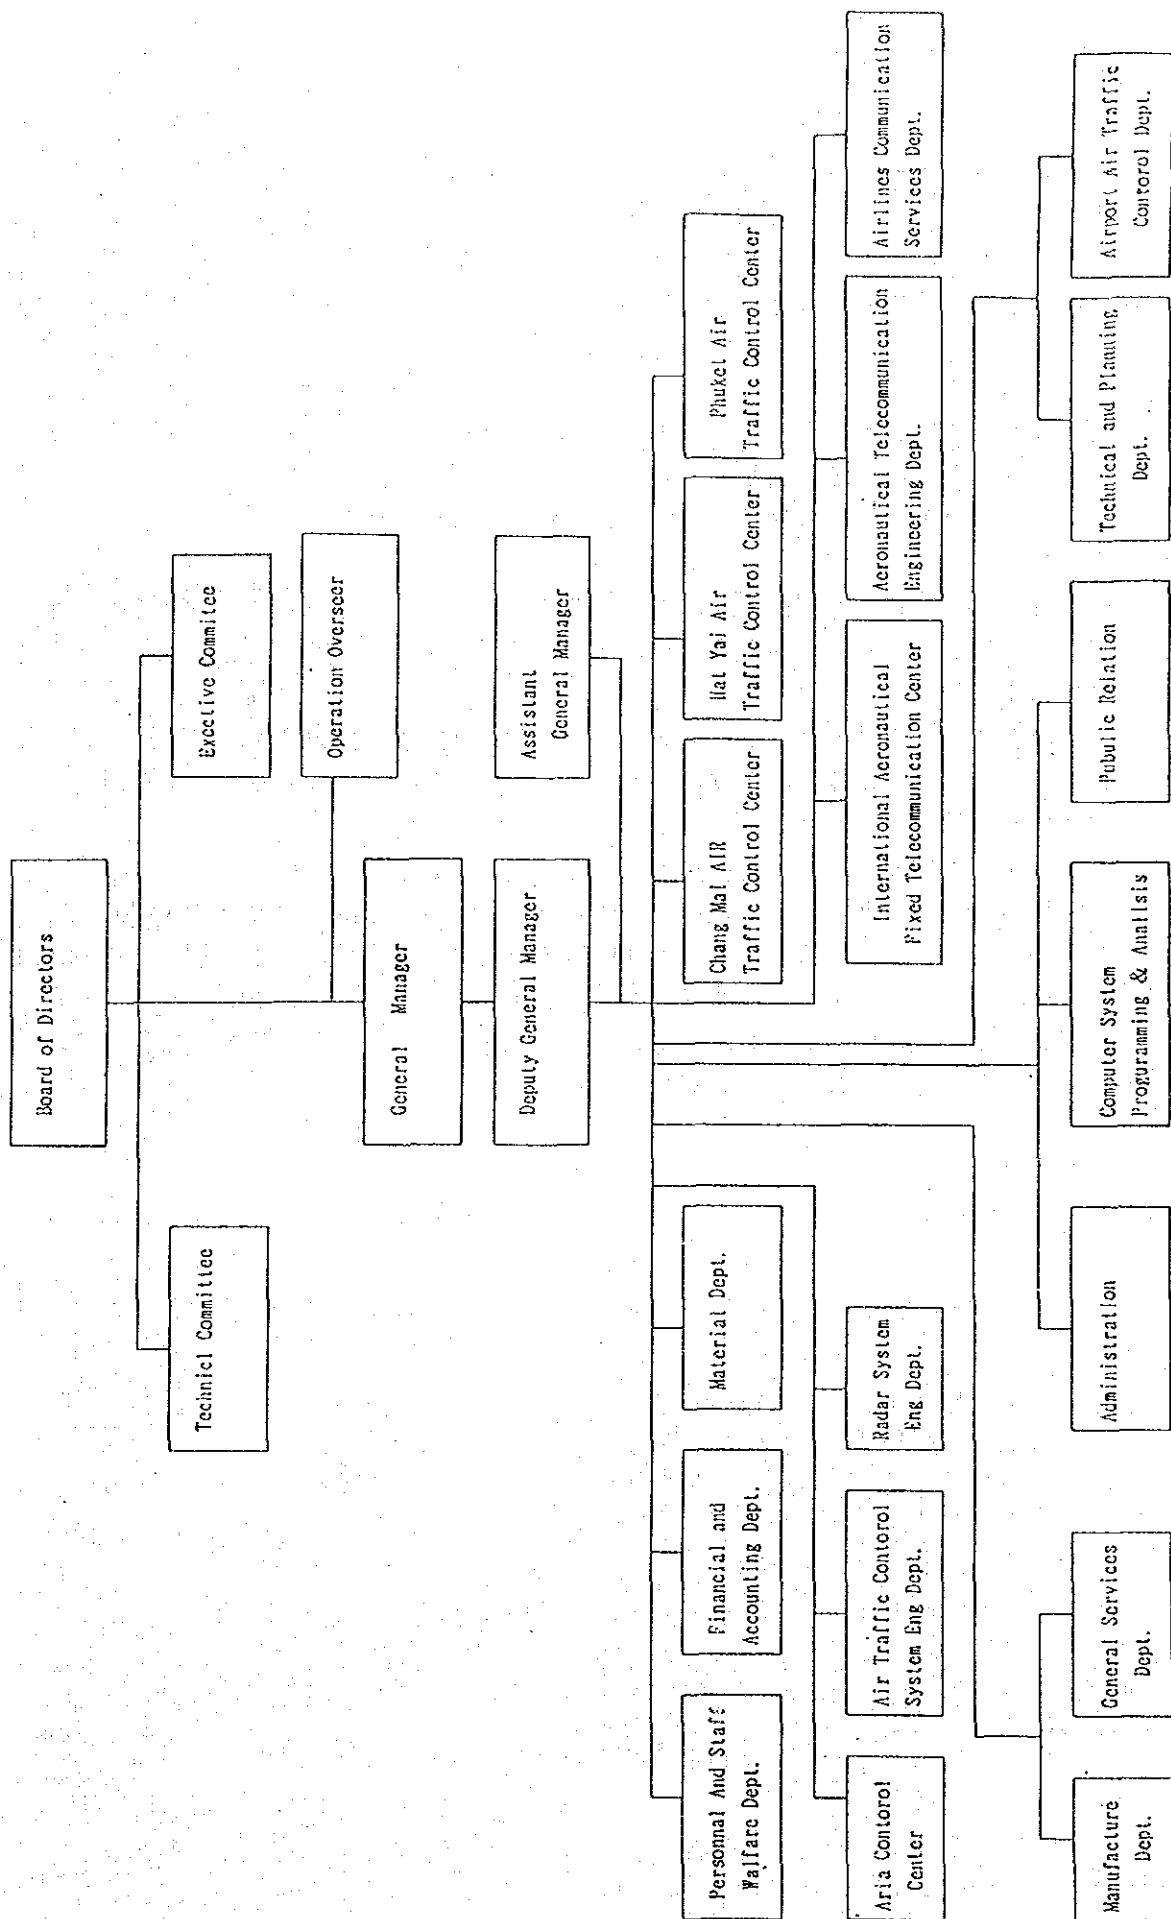 Board of Directors
Technicl Committee
Exective Commitee
Operation Overseer
General Manager
Deputy General Manager
Assistant
General Manager
Personnal And Staff
Walfare Dept.
Financial and
Accounting Dept.
Material Dept.
Chang Mai AIR
Traffic Control Center
Hat Yai Air
Traffic Control Center
Phuket Air
Traffic Control Center
Aria Contorol
Center
Air Traffic Contorol
System Eng Dept.
Radar System
Eng Dept.
International Aeronautical
Fixed Telecommunication Center
Aeronautical Telecommunication
Engineering Dept.
Airlines Communication
Services Dept.
Manufacture
Dept.
General Services
Dept.
Administration
Computer System
Proguramming & Analisis
Pubulic Relation
Technical and Planning
Dept.
Airport Air Traffic
Contorol Dept.